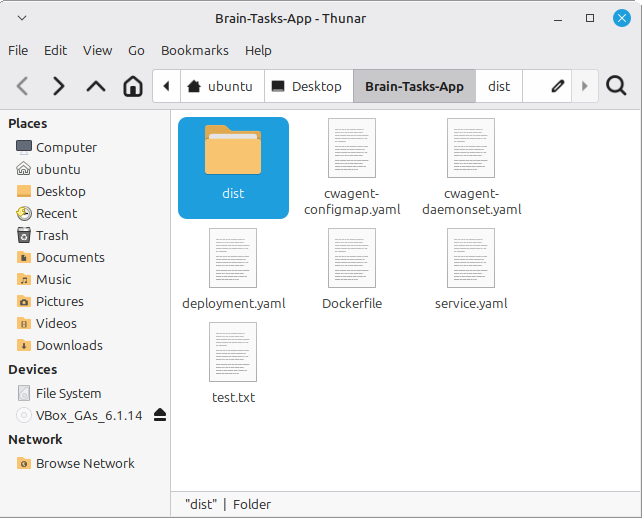 Brain-Tasks-App - Thunar
File Edit View Go Bookmarks Help
ubuntu Desktop Brain-Tasks-App dist
Places
Computer
ubuntu
Desktop
Recent
Trash
Documents
Music
Pictures
Videos
Downloads
Devices
File System
VBox_GAs_6.1.14
Network
Browse Network
dist
cwagent-
configmap.yaml
cwagent-
daemonset.yaml
deployment.yaml
Dockerfile
service.yaml
test.txt
"dist" | Folder